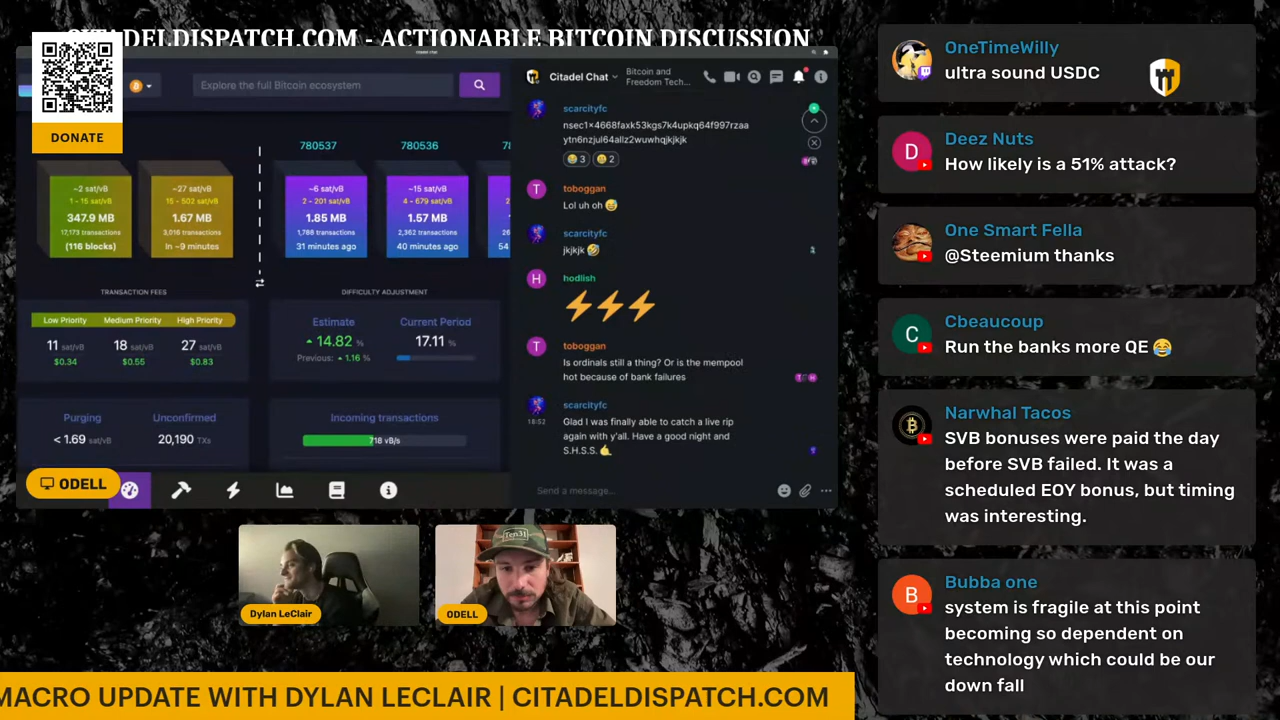 CITADELDISPATCH.COM - ACTIONABLE BITCOIN DISCUSSION
DONATE
Explore the full Bitcoin ecosystem
~2 sat/vB
1 - 15 sat/vB
347.9 MB
17,173 transactions
(116 blocks)
~27 sat/vB
15 - 502 sat/vB
1.67 MB
3,016 transactions
In ~9 minutes
780537
~6 sat/vB
2 - 201 sat/vB
1.85 MB
1,788 transactions
31 minutes ago
780536
~15 sat/vB
4 - 679 sat/vB
1.57 MB
2,362 transactions
40 minutes ago
78
26
54
TRANSACTION FEES
Low Priority Medium Priority High Priority
11 sat/vB 18 sat/vB 27 sat/vB
$0.34 $0.55 $0.83
DIFFICULTY ADJUSTMENT
Estimate Current Period
14.82 % 17.11 %
Previous: 1.16 %
Purging Unconfirmed
< 1.69 sat/vB 20,190 TXs
Incoming transactions
718 vB/s
ODELL
Citadel Chat
Bitcoin and
Freedom Tech...
scarcityfc
nsec1x4668faxk53kgs7k4upkq64f997rzaa
ytn6nzjul64allz2wuwhqjkjkjk
3 2
T
toboggan
Lol uh oh 😅
scarcityfc
jkjkjk 🤣
H
hodlish
⚡⚡⚡
T
toboggan
Is ordinals still a thing? Or is the mempool
hot because of bank failures
scarcityfc
18:52
Glad I was finally able to catch a live rip
again with y'all. Have a good night and
S.H.S.S. 🤙
Send a message...
Dylan LeClair
Ten31
ODELL
MACRO UPDATE WITH DYLAN LECLAIR | CITADELDISPATCH.COM
OneTimeWilly
ultra sound USDC
D
Deez Nuts
How likely is a 51% attack?
One Smart Fella
@Steemium thanks
C
Cbeaucoup
Run the banks more QE 😂
Narwhal Tacos
SVB bonuses were paid the day
before SVB failed. It was a
scheduled EOY bonus, but timing
was interesting.
B
Bubba one
system is fragile at this point
becoming so dependent on
technology which could be our
down fall